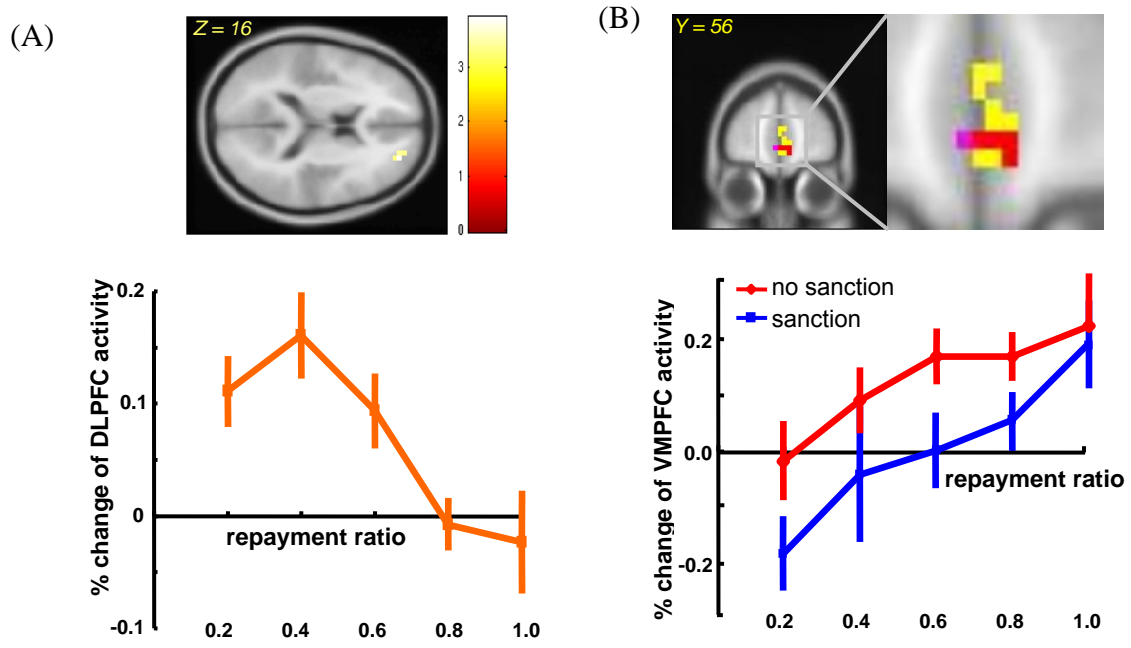 (A)
Z = 16
3
2
1
0
% change of DLPFC activity
0.2
0.1
0
-0.1
repayment ratio
0.2 0.4 0.6 0.8 1.0
(B)
Y = 56
% change of VMPFC activity
no sanction
sanction
0.2
0.0
-0.2
repayment ratio
0.2 0.4 0.6 0.8 1.0